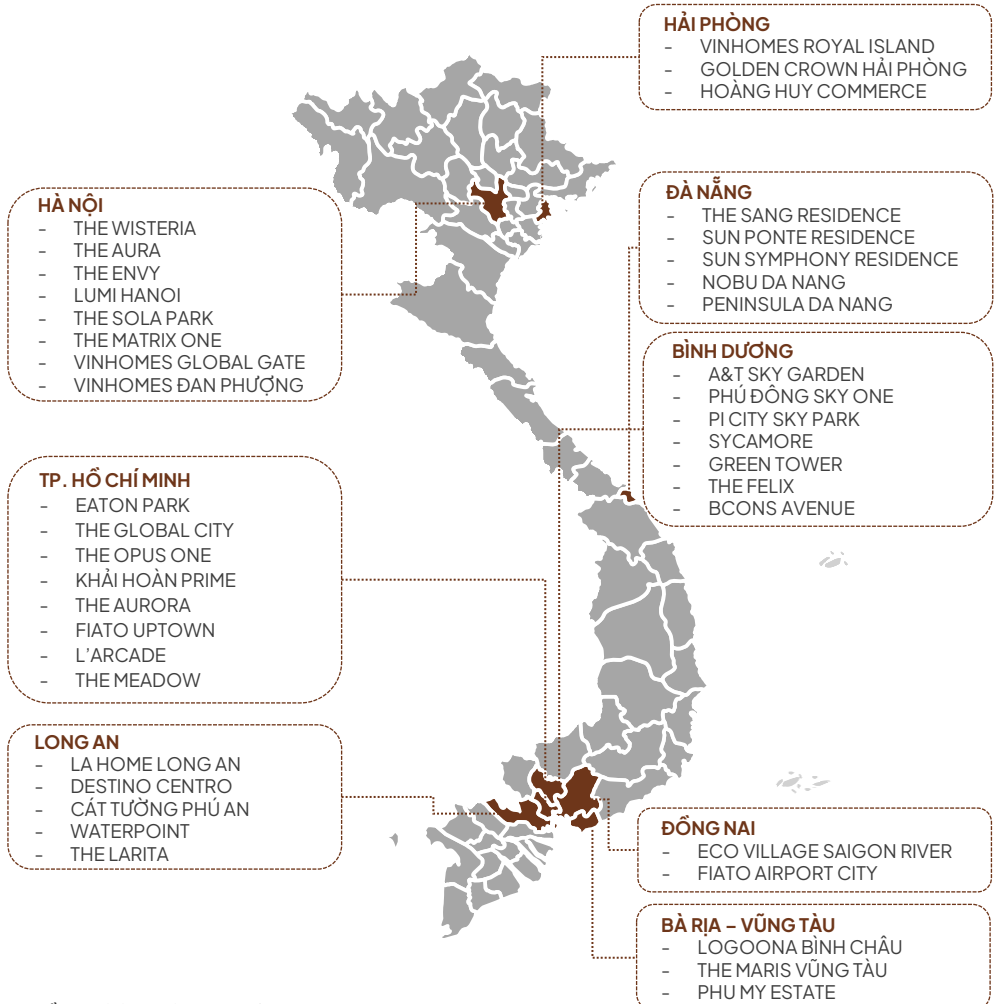 HẢI PHÒNG
- VINHOMES ROYAL ISLAND
- GOLDEN CROWN HẢI PHÒNG
- HOÀNG HUY COMMERCE
HÀ NỘI
- THE WISTERIA
- THE AURA
- THE ENVY
- LUMI HANOI
- THE SOLA PARK
- THE MATRIX ONE
- VINHOMES GLOBAL GATE
- VINHOMES ĐAN PHƯỢNG
ĐÀ NẴNG
- THE SANG RESIDENCE
- SUN PONTE RESIDENCE
- SUN SYMPHONY RESIDENCE
- NOBU DA NANG
- PENINSULA DA NANG
BÌNH DƯƠNG
- A&T SKY GARDEN
- PHÚ ĐÔNG SKY ONE
- PI CITY SKY PARK
- SYCAMORE
- GREEN TOWER
- THE FELIX
- BCONS AVENUE
TP. HỒ CHÍ MINH
- EATON PARK
- THE GLOBAL CITY
- THE OPUS ONE
- KHẢI HOÀN PRIME
- THE AURORA
- FIATO UPTOWN
- L'ARCADE
- THE MEADOW
LONG AN
- LA HOME LONG AN
- DESTINO CENTRO
- CÁT TƯỜNG PHÚ AN
- WATERPOINT
- THE LARITA
ĐỒNG NAI
- ECO VILLAGE SAIGON RIVER
- FIATO AIRPORT CITY
BÀ RỊA – VŨNG TÀU
- LOGOONA BÌNH CHÂU
- THE MARIS VŨNG TÀU
- PHU MY ESTATE